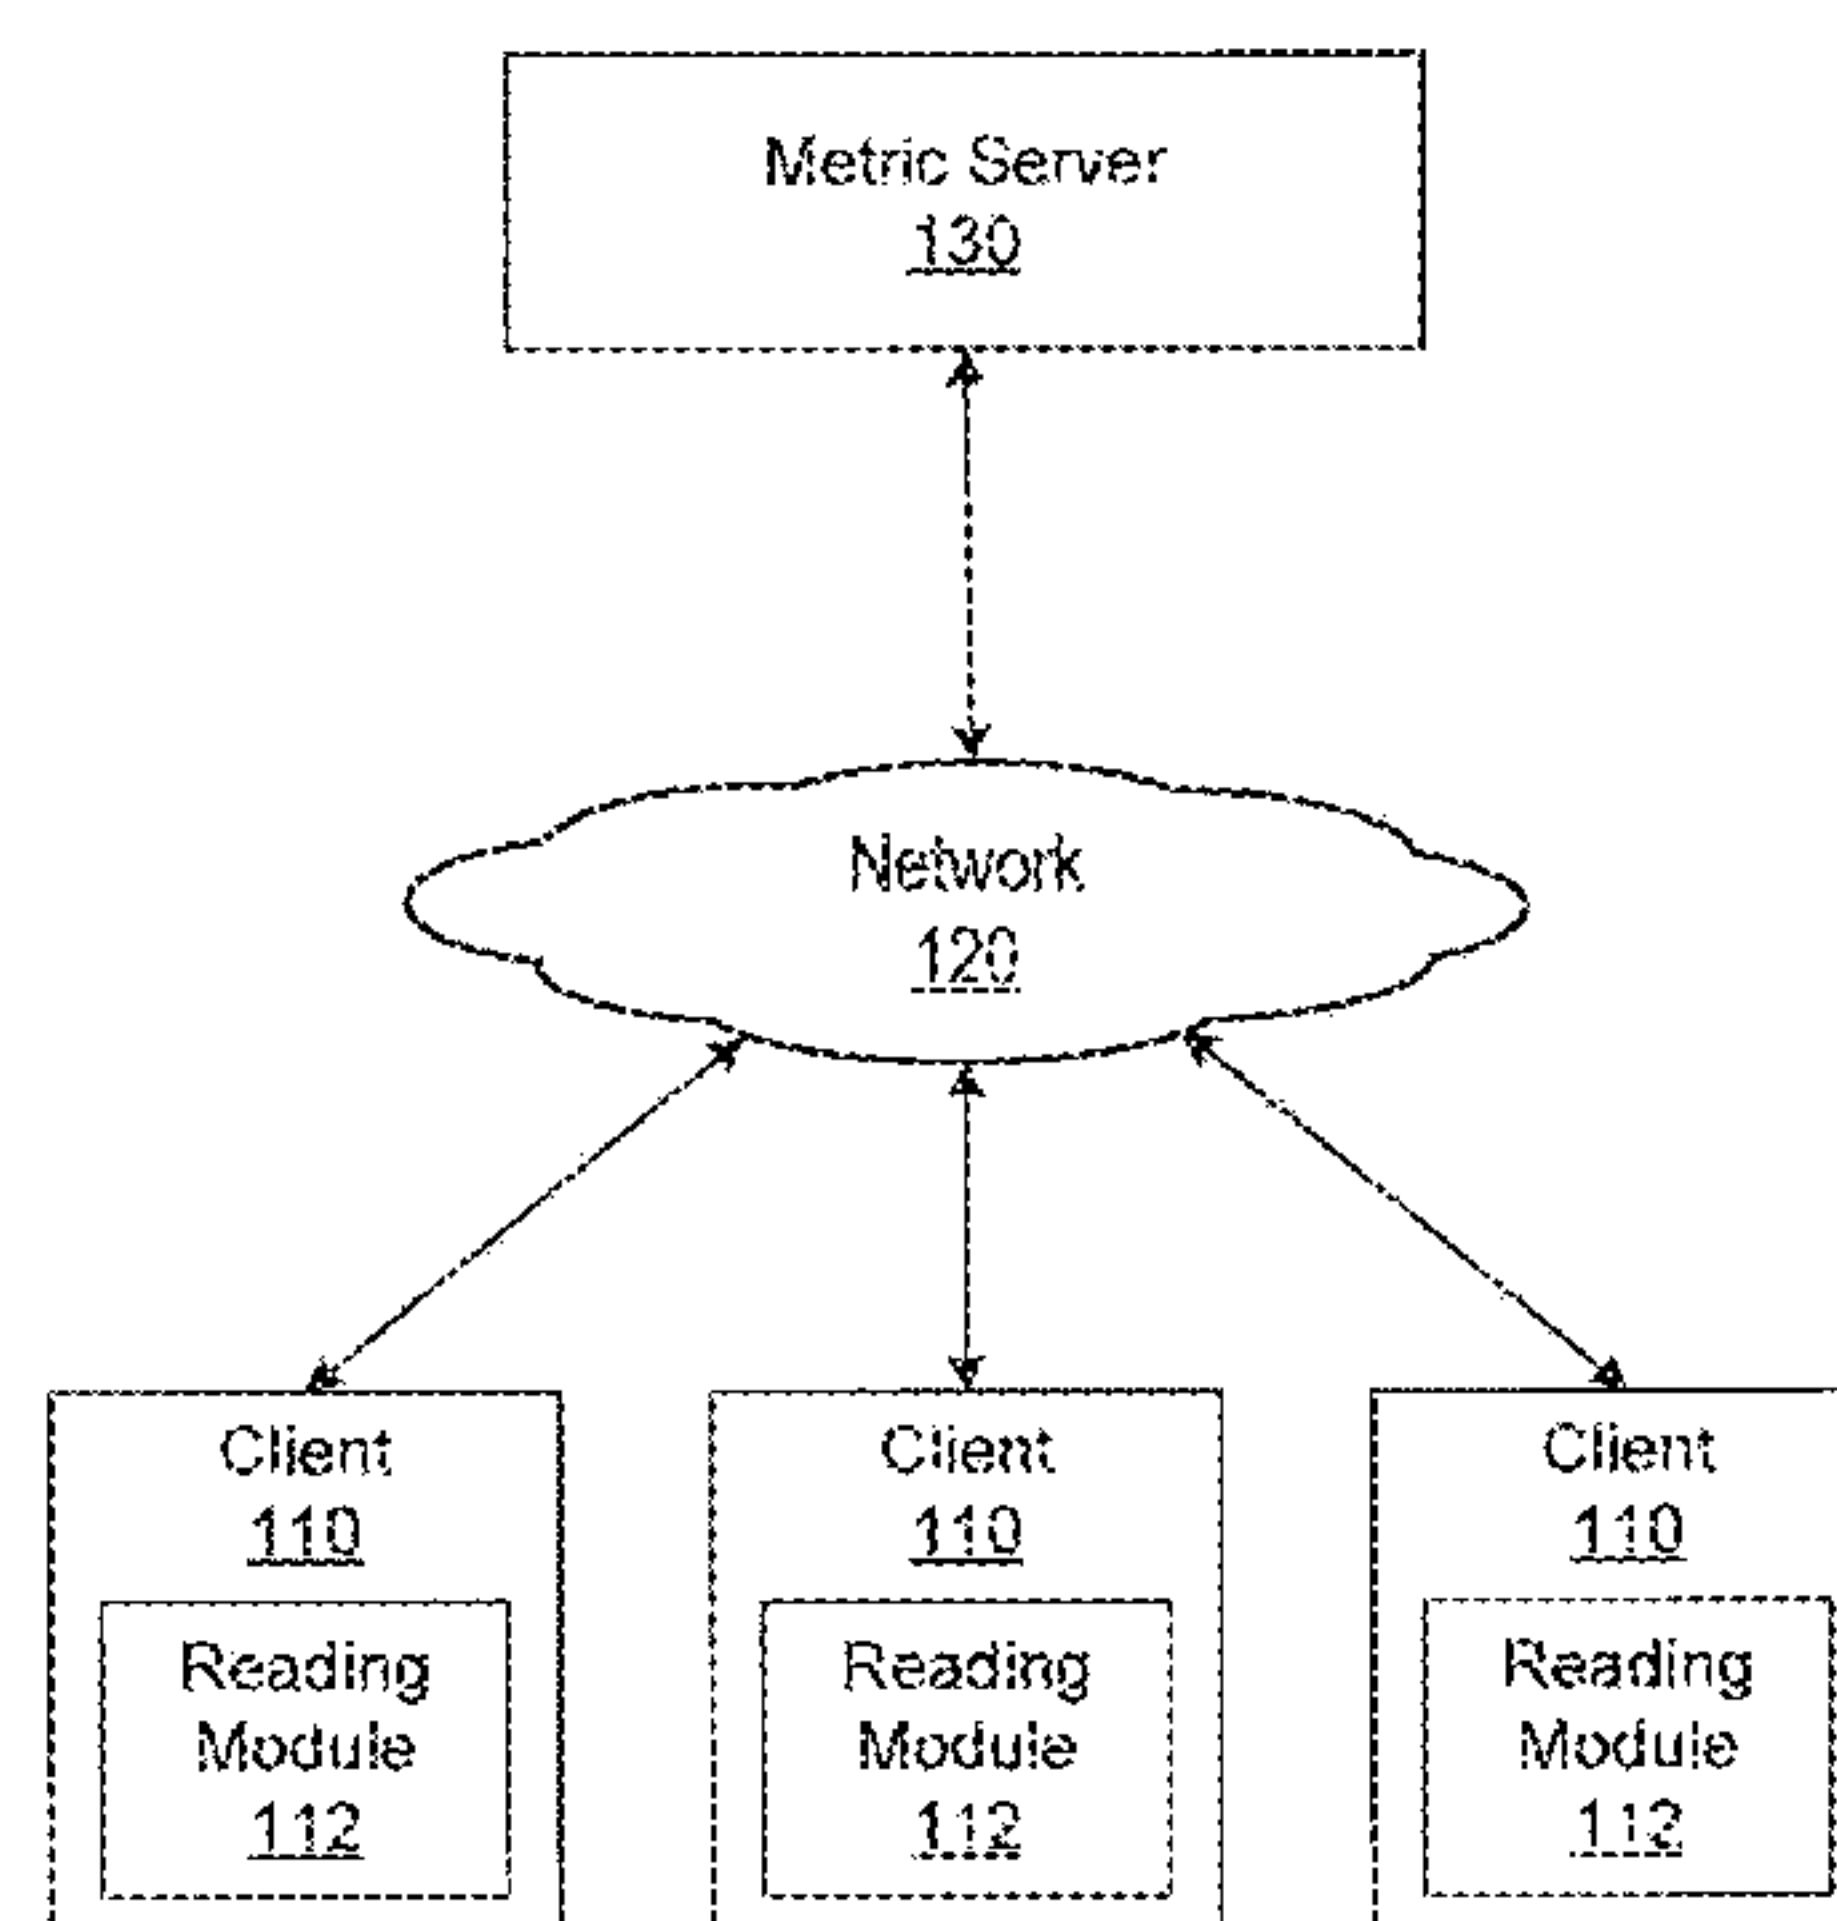 Metric Server
130
Network
120
Client
110
Reading
Module
112
Client
110
Reading
Module
112
Client
110
Reading
Module
112